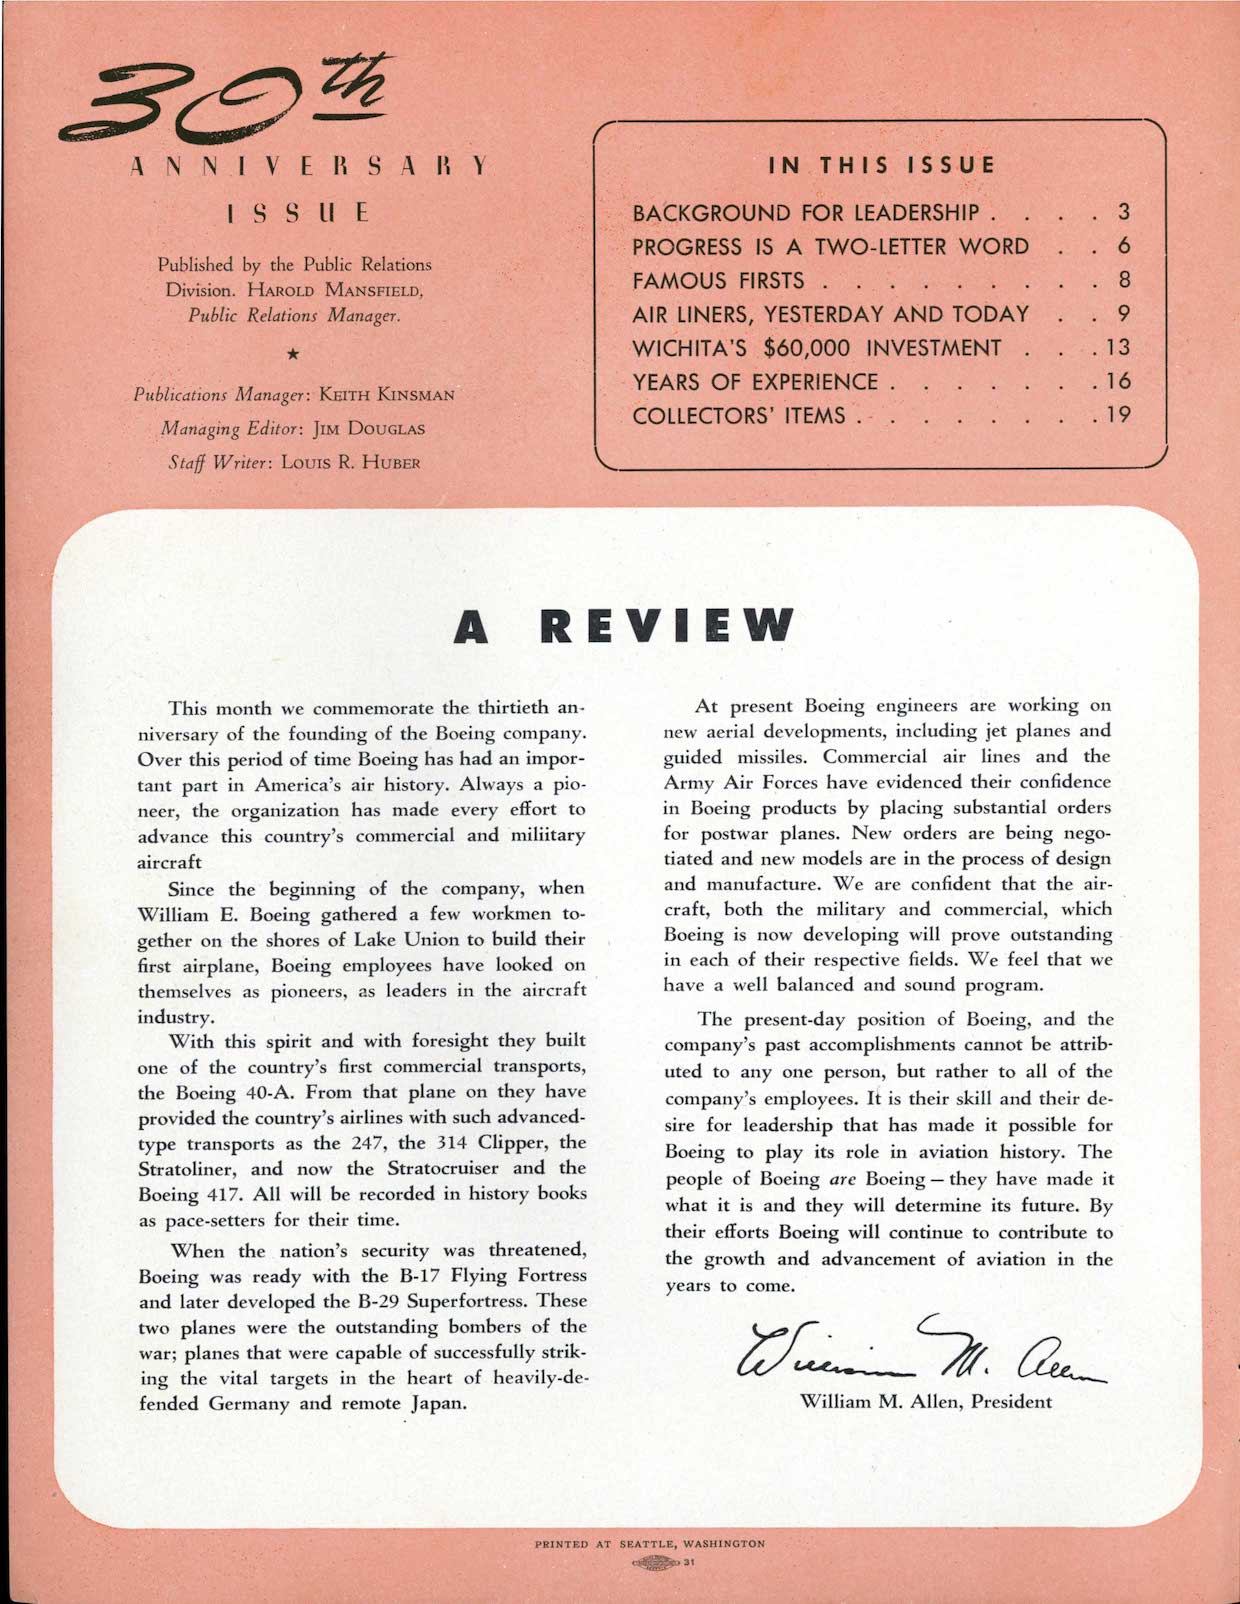 30th
ANNIVERSARY
ISSUE
Published by the Public Relations
Division. HAROLD MANSFIELD,
Public Relations Manager.
★
Publications Manager: KEITH KINSMAN
Managing Editor: JIM DOUGLAS
Staff Writer: LOUIS R. HUBER
IN THIS ISSUE
BACKGROUND FOR LEADERSHIP . . . . 3
PROGRESS IS A TWO-LETTER WORD . . 6
FAMOUS FIRSTS . . . . . . . . . 8
AIR LINERS, YESTERDAY AND TODAY . . 9
WICHITA'S $60,000 INVESTMENT . . . 13
YEARS OF EXPERIENCE . . . . . . . 16
COLLECTORS' ITEMS . . . . . . . . 19
A REVIEW
This month we commemorate the thirtieth an-
niversary of the founding of the Boeing company.
Over this period of time Boeing has had an impor-
tant part in America's air history. Always a pio-
neer, the organization has made every effort to
advance this country's commercial and miliitary
aircraft
Since the beginning of the company, when
William E. Boeing gathered a few workmen to-
gether on the shores of Lake Union to build their
first airplane, Boeing employees have looked on
themselves as pioneers, as leaders in the aircraft
industry.
With this spirit and with foresight they built
one of the country's first commercial transports,
the Boeing 40-A. From that plane on they have
provided the country's airlines with such advanced-
type transports as the 247, the 314 Clipper, the
Stratoliner, and now the Stratocruiser and the
Boeing 417. All will be recorded in history books
as pace-setters for their time.
When the nation's security was threatened,
Boeing was ready with the B-17 Flying Fortress
and later developed the B-29 Superfortress. These
two planes were the outstanding bombers of the
war; planes that were capable of successfully strik-
ing the vital targets in the heart of heavily-de-
fended Germany and remote Japan.
At present Boeing engineers are working on
new aerial developments, including jet planes and
guided missiles. Commercial air lines and the
Army Air Forces have evidenced their confidence
in Boeing products by placing substantial orders
for postwar planes. New orders are being nego-
tiated and new models are in the process of design
and manufacture. We are confident that the air-
craft, both the military and commercial, which
Boeing is now developing will prove outstanding
in each of their respective fields. We feel that we
have a well balanced and sound program.
The present-day position of Boeing, and the
company's past accomplishments cannot be attrib-
uted to any one person, but rather to all of the
company's employees. It is their skill and their de-
sire for leadership that has made it possible for
Boeing to play its role in aviation history. The
people of Boeing are Boeing — they have made it
what it is and they will determine its future. By
their efforts Boeing will continue to contribute to
the growth and advancement of aviation in the
years to come.
William M. Allen
William M. Allen, President
PRINTED AT SEATTLE, WASHINGTON
31